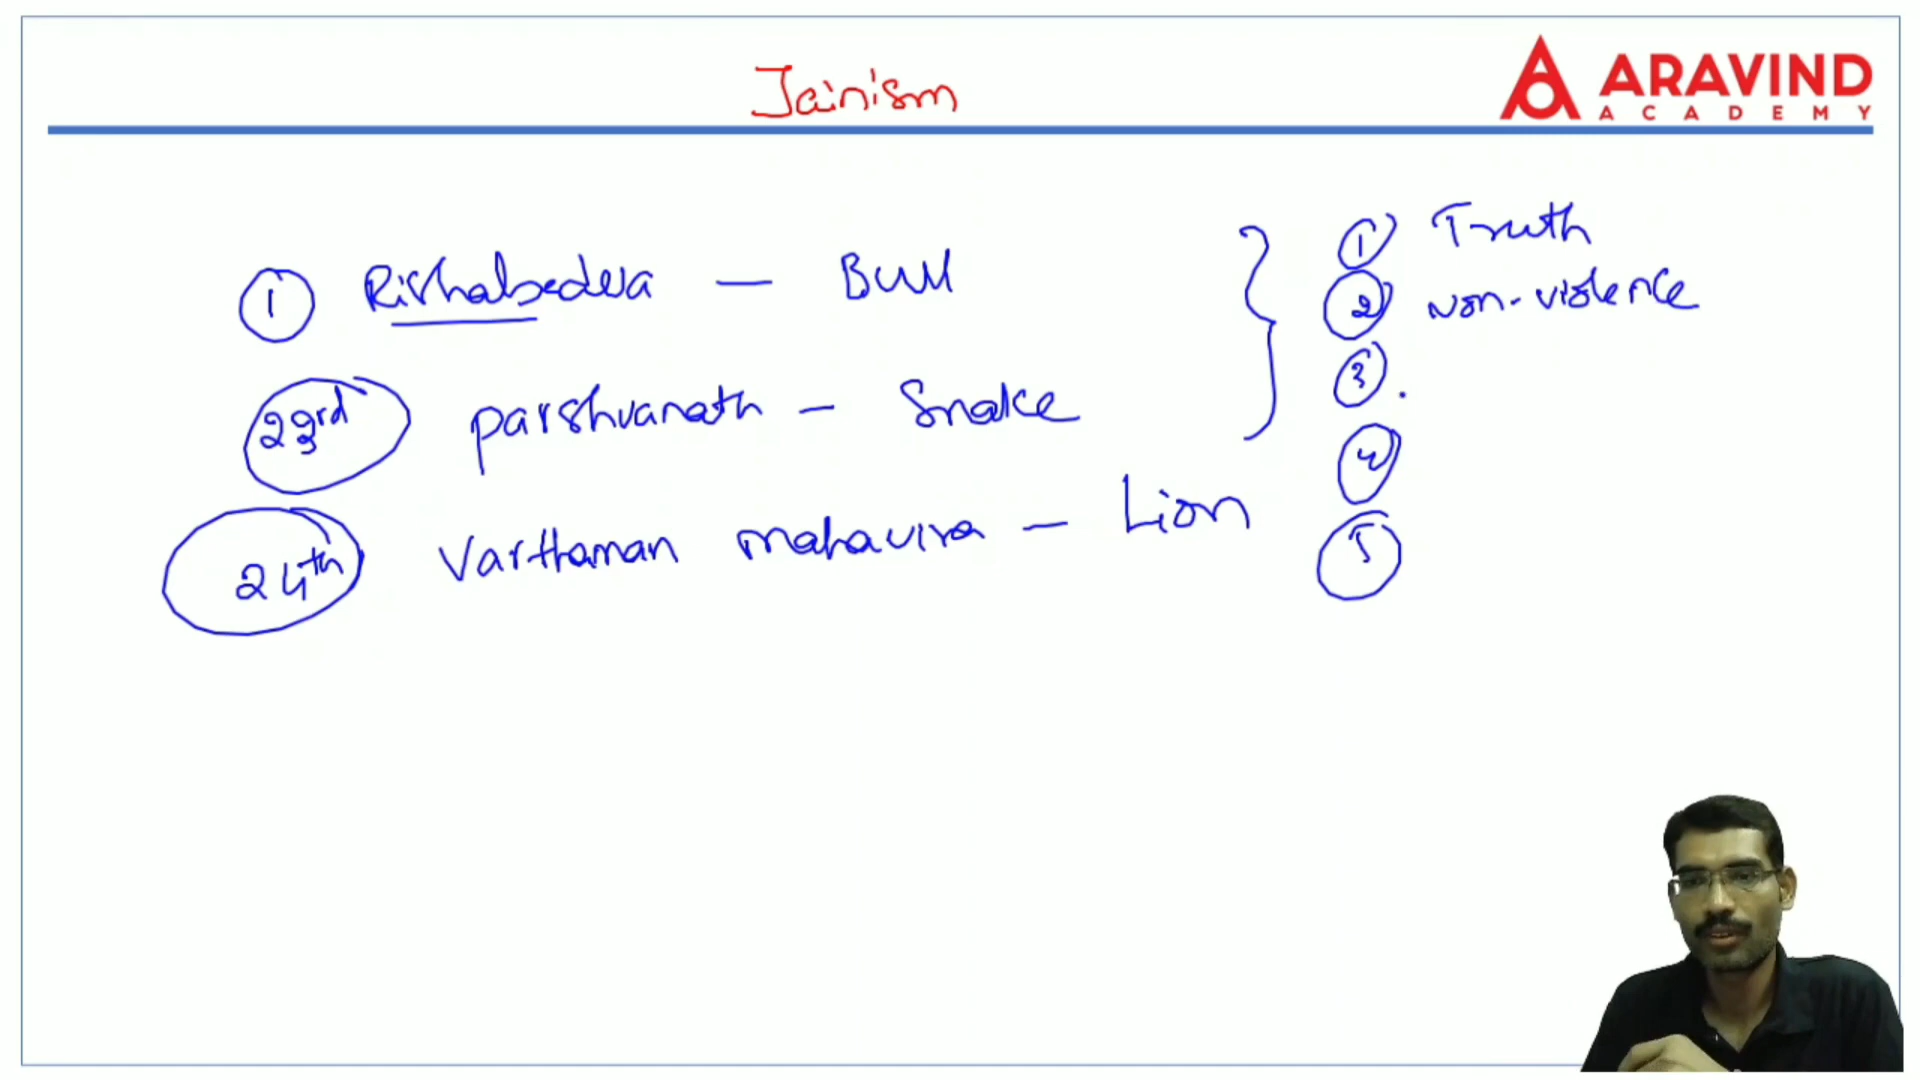 Jainism
ARAVIND
ACADEMY
1 Rishabadeva - Bull
23rd Parshvanath - Snake
24th Varthaman mahavira - Lion
1 Truth
2 Non-violence
3 .
4
5